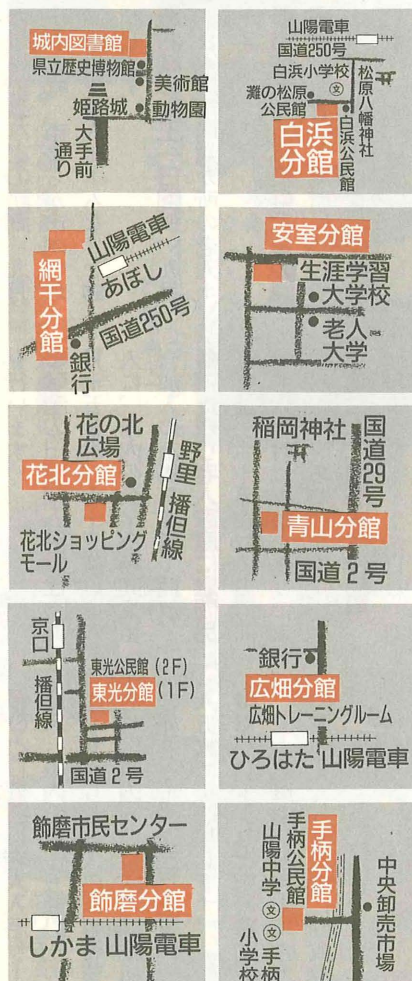 城内図書館
県立歴史博物館
美術館
姫路城
動物園
大手前
通り
山陽電車
国道250号
白浜小学校
文
松原八幡神社
灘の松原
公民館
白浜公民館
白浜
分館
網干分館
山陽電車
あぼし
国道250号
銀行
安室分館
生涯学習
大学校
老人
大学
花の北
広場
花北分館
野里
播但線
花北ショッピング
モール
稲岡神社
国道29号
青山分館
国道2号
京口
播但線
東光公民館(2F)
東光分館(1F)
国道2号
銀行
広畑分館
広畑トレーニングルーム
ひろはた 山陽電車
飾磨市民センター
飾磨分館
しかま 山陽電車
手柄分館
手柄公民館
山陽中学 文
文 手柄
小学校
中央卸売市場